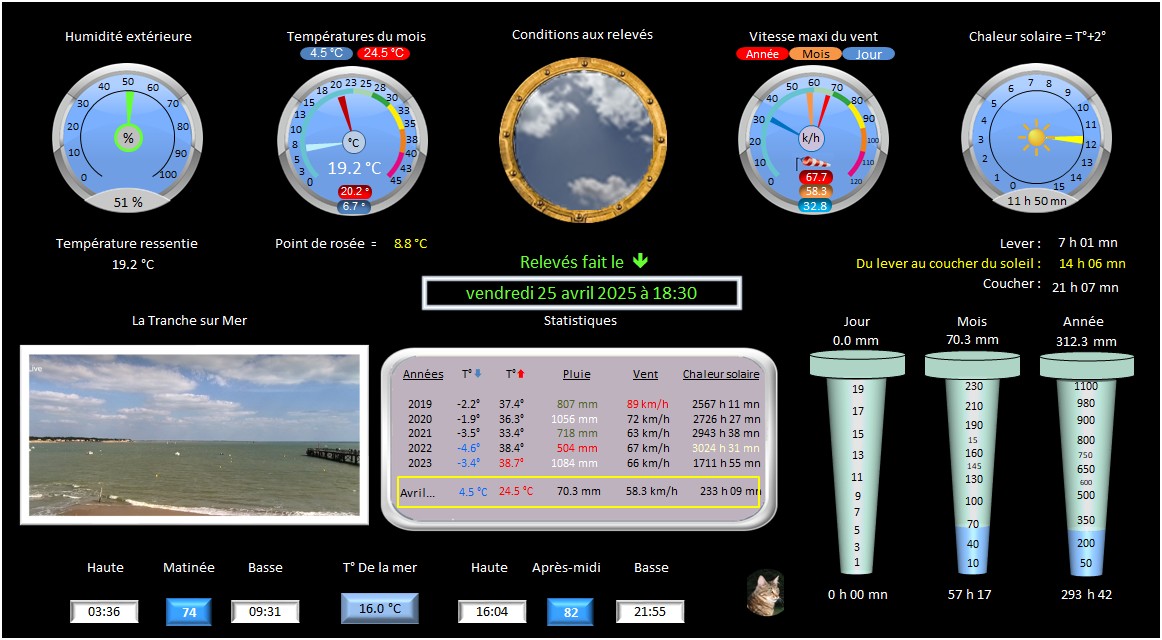 Humidité extérieure
Températures du mois
4.5 °C 24.5 °C
Conditions aux relevés
Vitesse maxi du vent
Année Mois Jour
Chaleur solaire = T°+2°
0 10 20 30 40 50 60 70 80 90 100
%
51 %
0 3 5 8 10 13 15 18 20 23 25 28 30 33 35 38 40 43 45
°C
19.2 °C
20.2 °
6.7 °
0 10 20 30 40 50 60 70 80 90 100 110 120
k/h
67.7
58.3
32.8
0 1 2 3 4 5 6 7 8 9 10 11 12 13 14 15
11 h 50 mn
Température ressentie
19.2 °C
Point de rosée = 8.8 °C
Relevés fait le
vendredi 25 avril 2025 à 18:30
Lever : 7 h 01 mn
Du lever au coucher du soleil : 14 h 06 mn
Coucher : 21 h 07 mn
La Tranche sur Mer
Live
Statistiques
Années T° T° Pluie Vent Chaleur solaire
2019 -2.2° 37.4° 807 mm 89 km/h 2567 h 11 mn
2020 -1.9° 36.3° 1056 mm 72 km/h 2726 h 27 mn
2021 -3.5° 33.4° 718 mm 63 km/h 2943 h 38 mn
2022 -4.6° 38.4° 504 mm 67 km/h 3024 h 31 mn
2023 -3.4° 38.7° 1084 mm 66 km/h 1711 h 55 mn
Avril... 4.5 °C 24.5 °C 70.3 mm 58.3 km/h 233 h 09 mn
Jour
0.0 mm
19
17
15
13
11
9
7
5
3
1
0 h 00 mn
Mois
70.3 mm
230
210
190
15
160
145
130
100
70
40
10
57 h 17
Année
312.3 mm
1100
980
900
800
750
650
600
500
350
200
50
293 h 42
Haute Matinée Basse
03:36 74 09:31
T° De la mer
16.0 °C
Haute Après-midi Basse
16:04 82 21:55